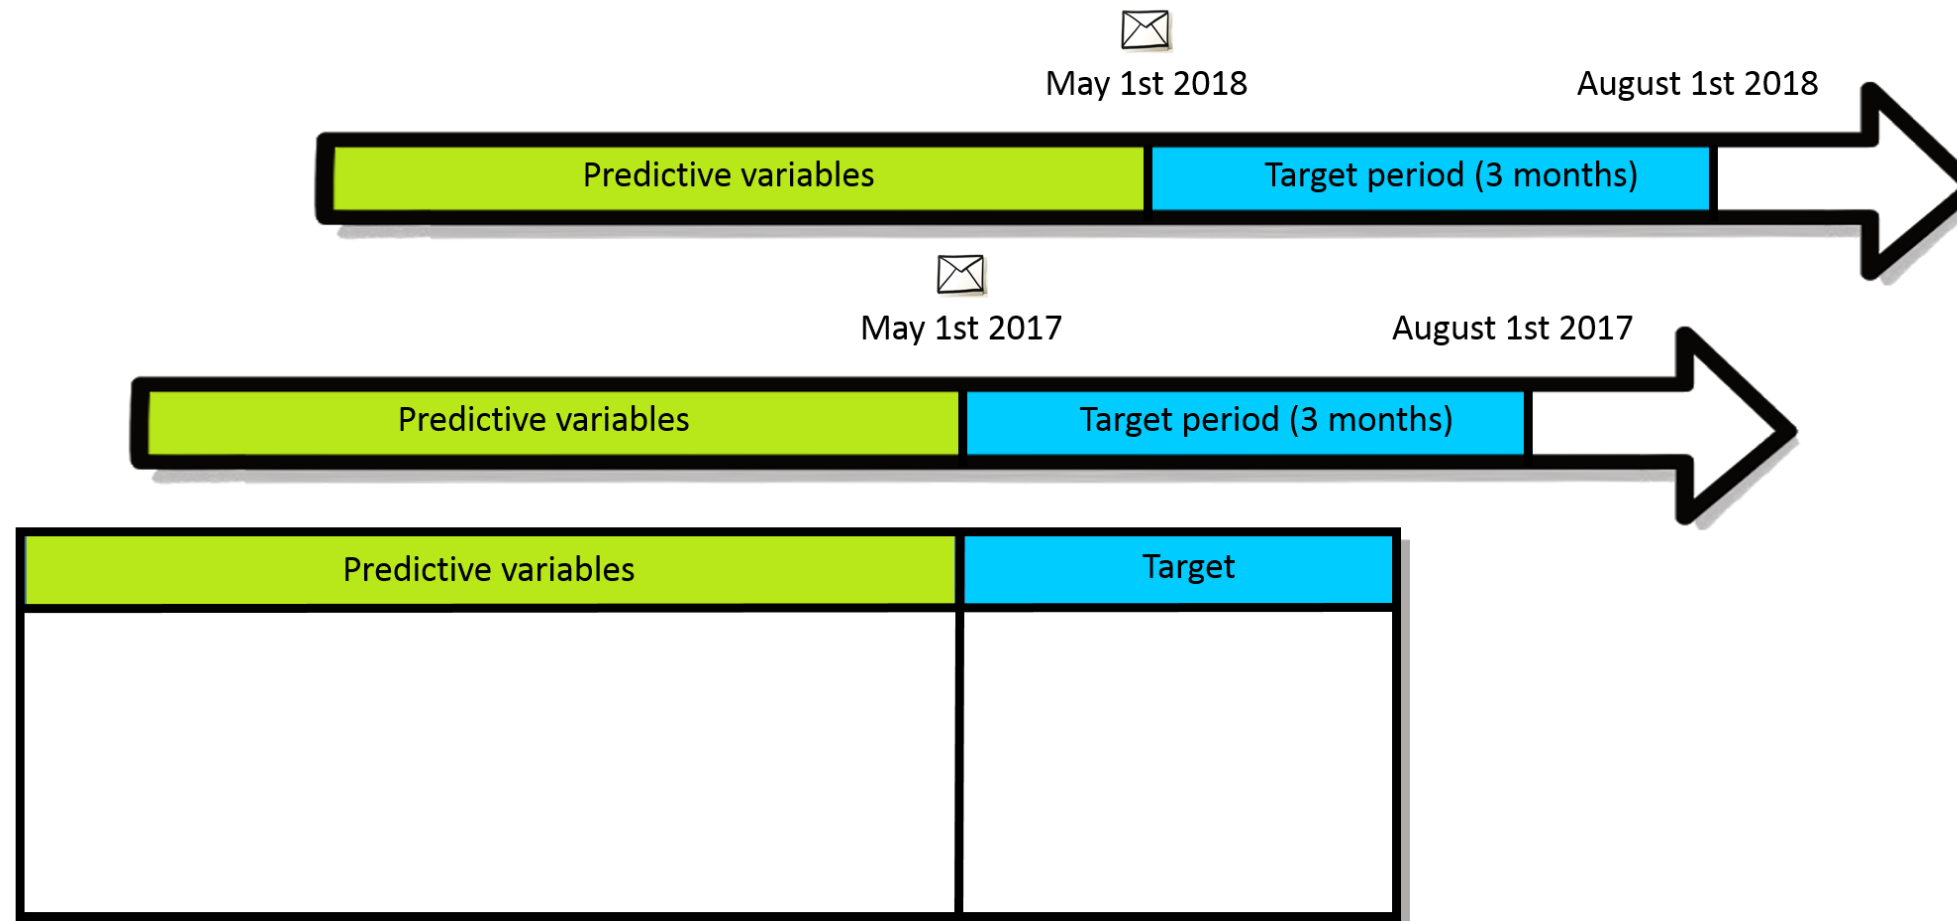 May 1st 2018
August 1st 2018
Predictive variables
Target period (3 months)
May 1st 2017
August 1st 2017
Predictive variables
Target period (3 months)
Predictive variables
Target